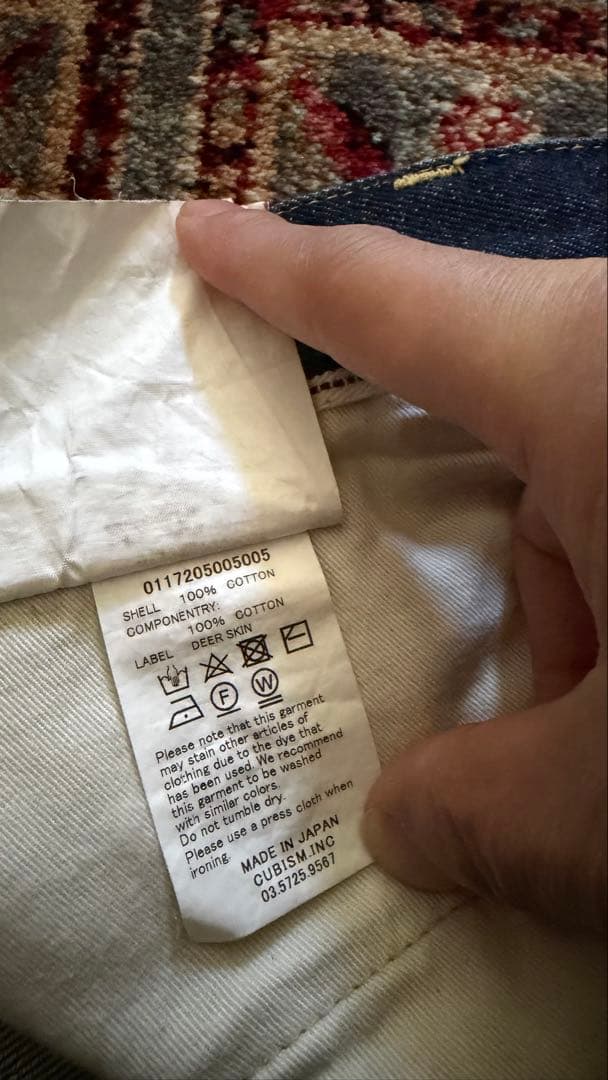 0117205005005
SHELL 100% COTTON
COMPONENTRY:
100% COTTON
LABEL DEER SKIN
F W
Please note that this garment
may stain other articles of
clothing due to the dye that
has been used. We recommend
this garment to be washed
with similar colors.
Do not tumble dry.
Please use a press cloth when
ironing.
MADE IN JAPAN
CUBISM.INC
03.5725.9567